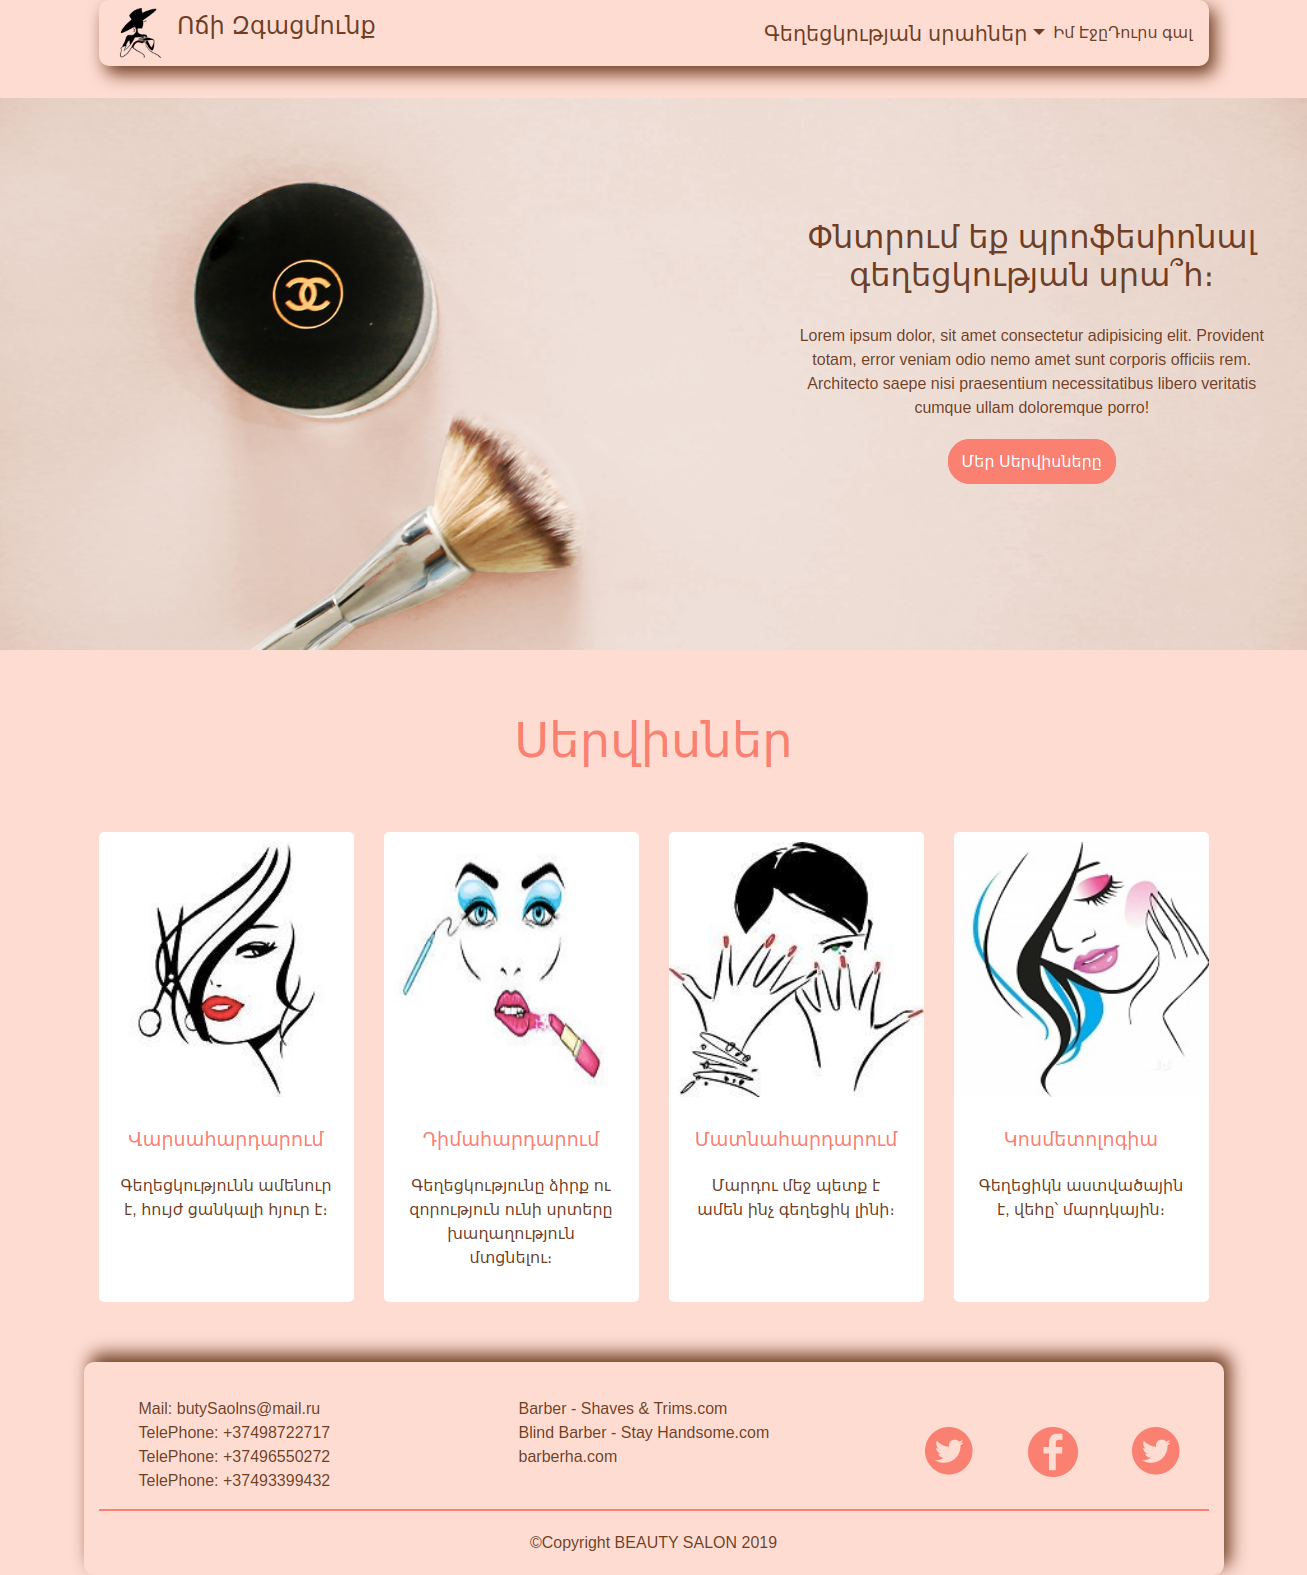 Ոճի Զգացմունք
Գեղեցկության սրահներ Իմ Էջը Դուրս գալ
Փնտրում եք պրոֆեսիոնալ
գեղեցկության սրա՞հ։
Lorem ipsum dolor, sit amet consectetur adipisicing elit. Provident
totam, error veniam odio nemo amet sunt corporis officiis rem.
Architecto saepe nisi praesentium necessitatibus libero veritatis
cumque ullam doloremque porro!
Մեր Սերվիսները
Սերվիսներ
Վարսահարդարում
Գեղեցկությունն ամենուր
է, հույժ ցանկալի հյուր է։
Դիմահարդարում
Գեղեցկությունը ձիրք ու
զորություն ունի սրտերը
խաղաղություն
մտցնելու։
Մատնահարդարում
Մարդու մեջ պետք է
ամեն ինչ գեղեցիկ լինի։
Կոսմետոլոգիա
Գեղեցիկն աստվածային
է, վեհը՝ մարդկային։
Mail: butySaolns@mail.ru
TelePhone: +37498722717
TelePhone: +37496550272
TelePhone: +37493399432
Barber - Shaves & Trims.com
Blind Barber - Stay Handsome.com
barberha.com
©Copyright BEAUTY SALON 2019